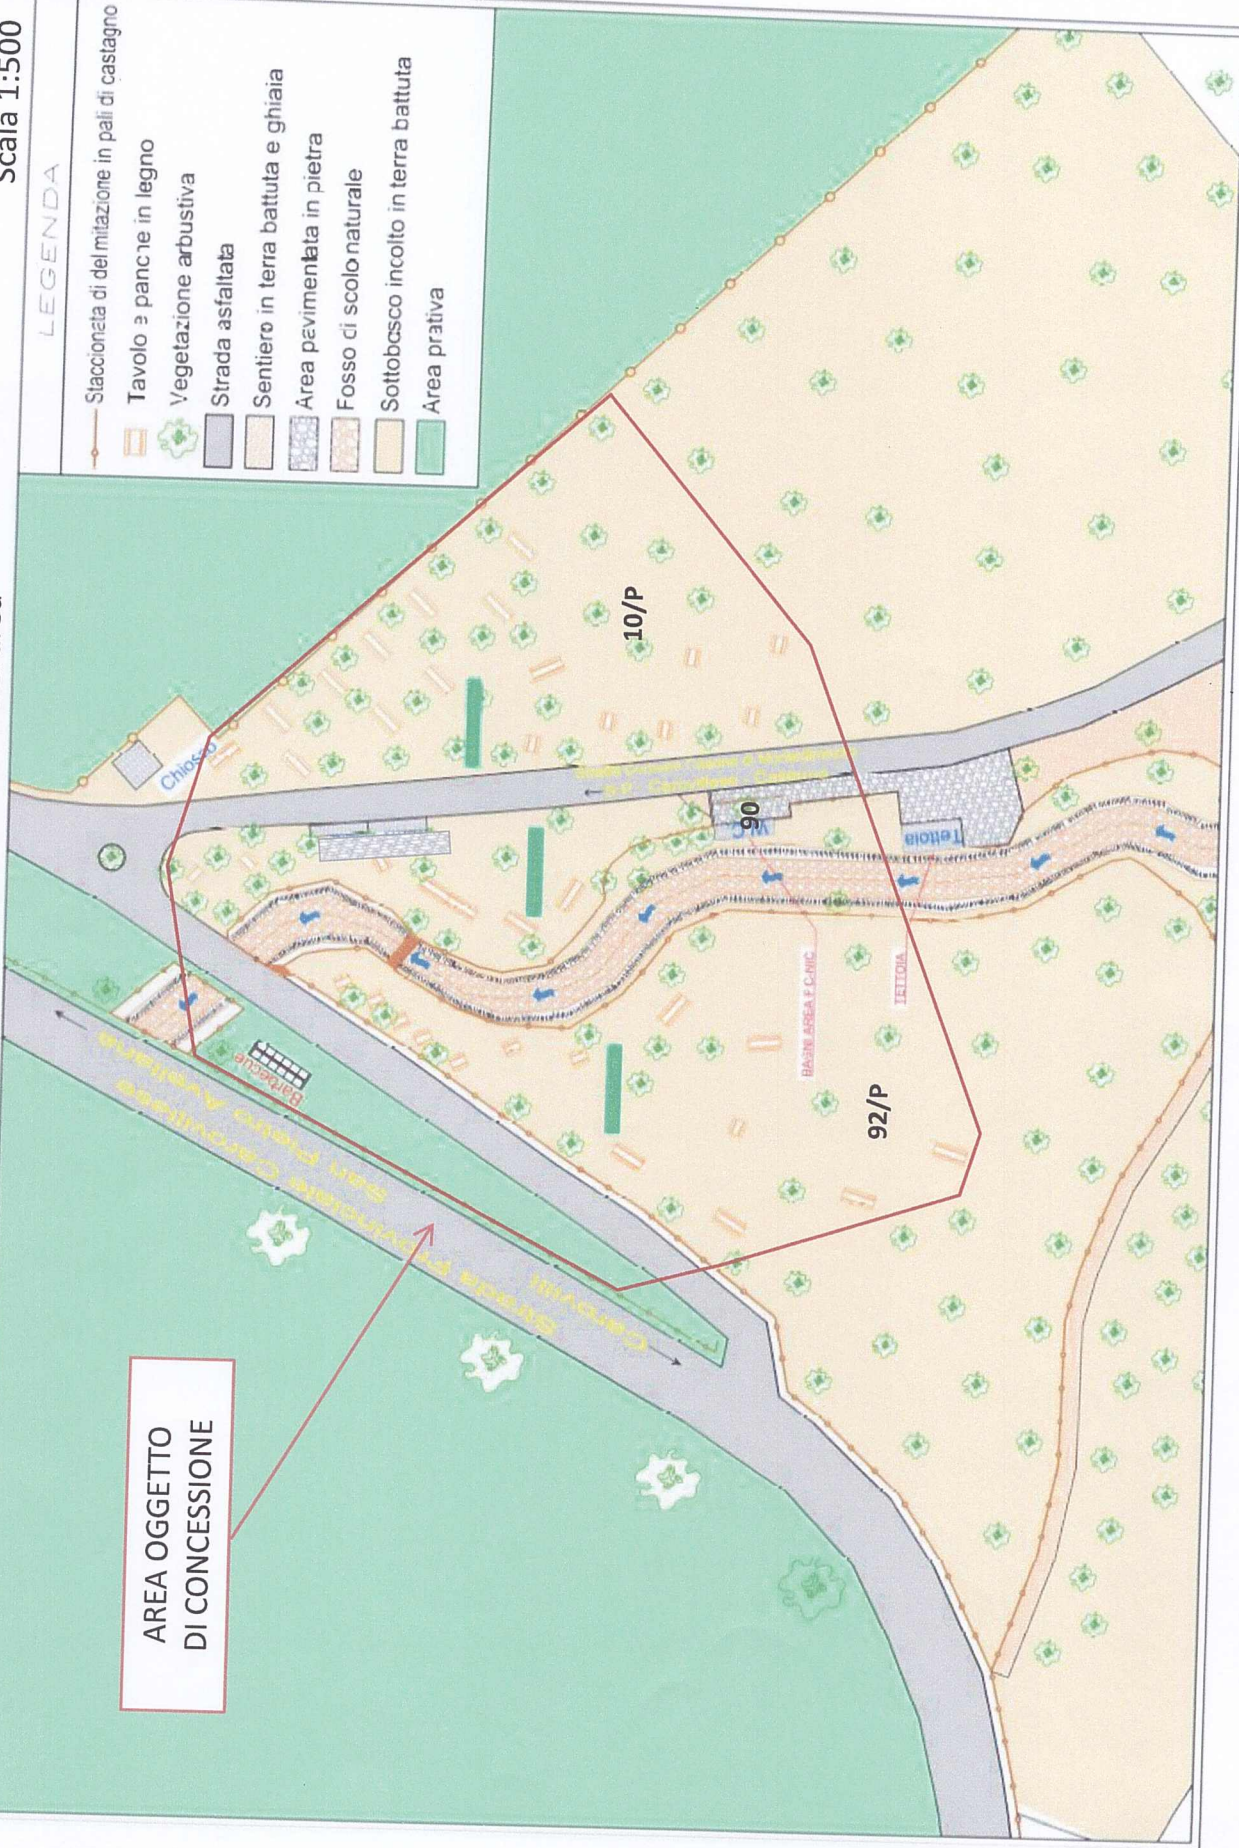 Scala 1:500
LEGENDA
Staccionata di delmitazione in pali di castagno
Tavolo e panche in legno
Vegetazione arbustiva
Strada asfaltata
Sentiero in terra battuta e ghiaia
Area pavimentata in pietra
Fosso di scolo naturale
Sottobosco incolto in terra battuta
Area prativa
AREA OGGETTO
DI CONCESSIONE
Strada Provinciale Carovillese
Carovilli
San Pietro Avellana
Barbecue
Chiosco
10/P
90
W.C.
Tettoia
BAGNI AREA PIC-NIC
TETTOIA
92/P